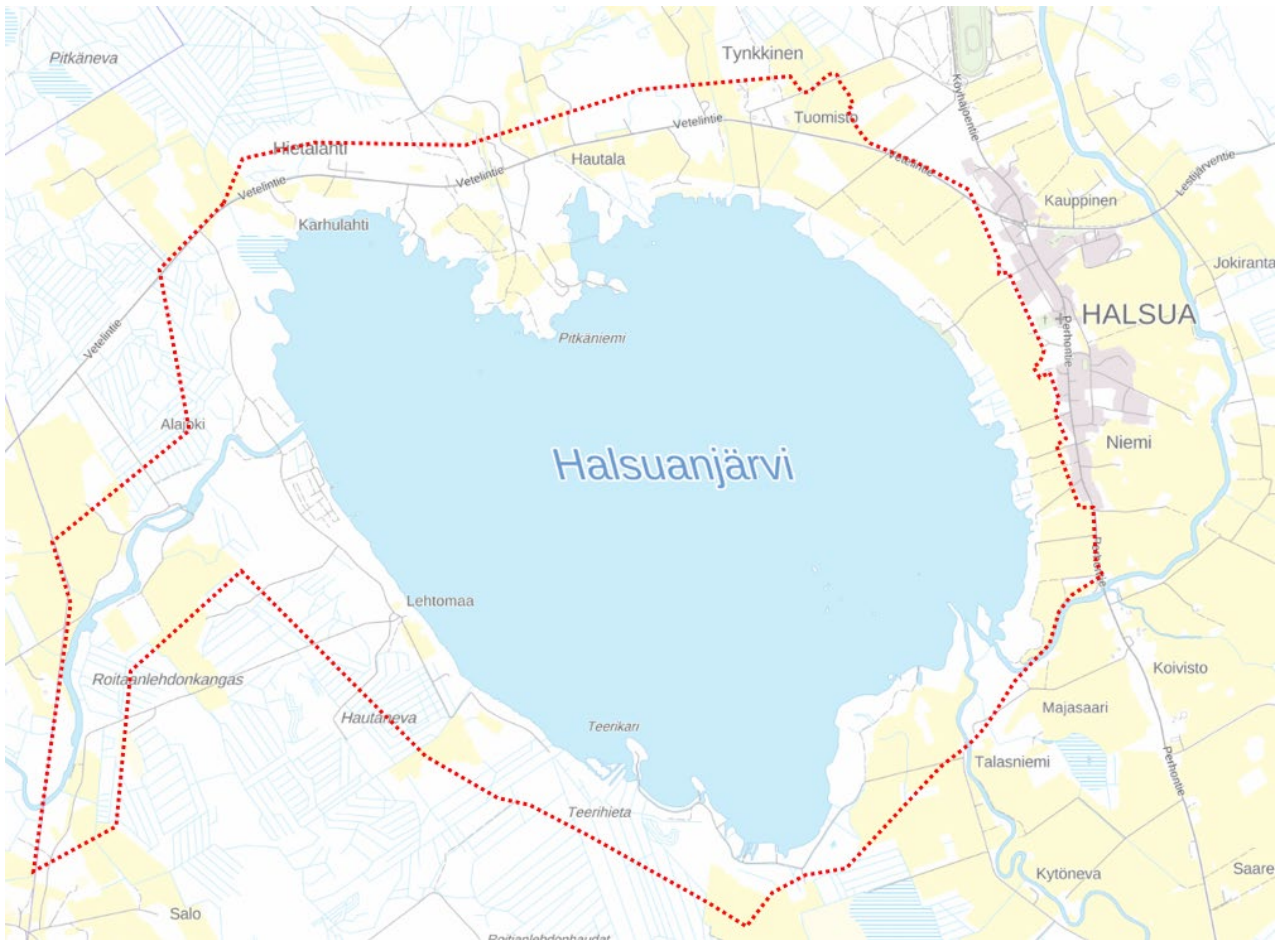 Pitkäneva
Tynkkinen
Köyhäjoentie
Tuomisto
Vetelintie
Hietalahti
Hautala
Vetelintie
Vetelintie
Lestijärventie
Vetelintie
Kauppinen
Karhulahti
Jokiranta
HALSUA
Vetelintie
Pitkäniemi
Perhontie
Alajoki
Niemi
Halsuanjärvi
Perhontie
Lehtomaa
Koivisto
Roitaanlehdonkangas
Hautaneva
Majasaari
Teerikari
Talasniemi
Perhontie
Teerihieta
Kytöneva
Saare
Salo
Roitianlehdonhaudat